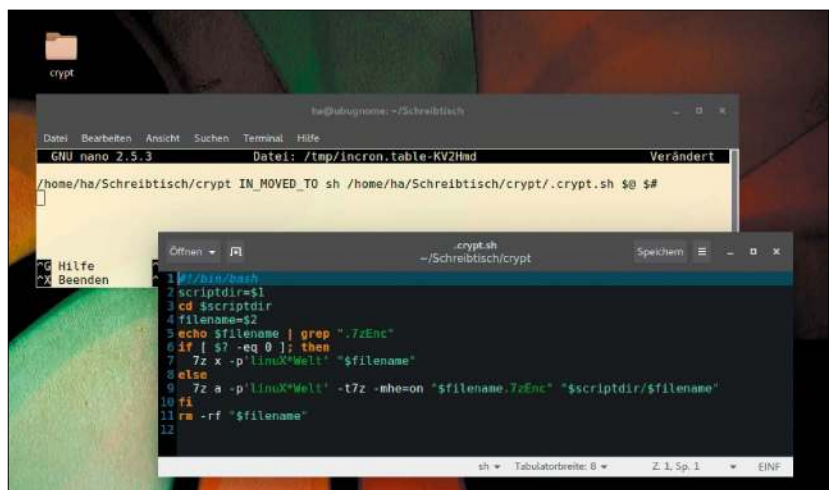 crypt
ha@ubugnome: ~/Schreibtisch
Datei Bearbeiten Ansicht Suchen Terminal Hilfe
GNU nano 2.5.3 Datei: /tmp/incron.table-KV2Hmd Verändert
/home/ha/Schreibtisch/crypt IN_MOVED_TO sh /home/ha/Schreibtisch/crypt/.crypt.sh $@ $#
^G Hilfe
^X Beenden
Öffnen .crypt.sh Speichern
~/Schreibtisch/crypt
1 #!/bin/bash
2 scriptdir=$1
3 cd $scriptdir
4 filename=$2
5 echo $filename | grep ".7zEnc"
6 if [ $? -eq 0 ]; then
7 7z x -p'linuX*Welt' "$filename"
8 else
9 7z a -p'linuX*Welt' -t7z -mhe=on "$filename.7zEnc" "$scriptdir/$filename"
10 fi
11 rm -rf "$filename"
12
sh Tabulatorbreite: 8 Z. 1, Sp. 1 EINF